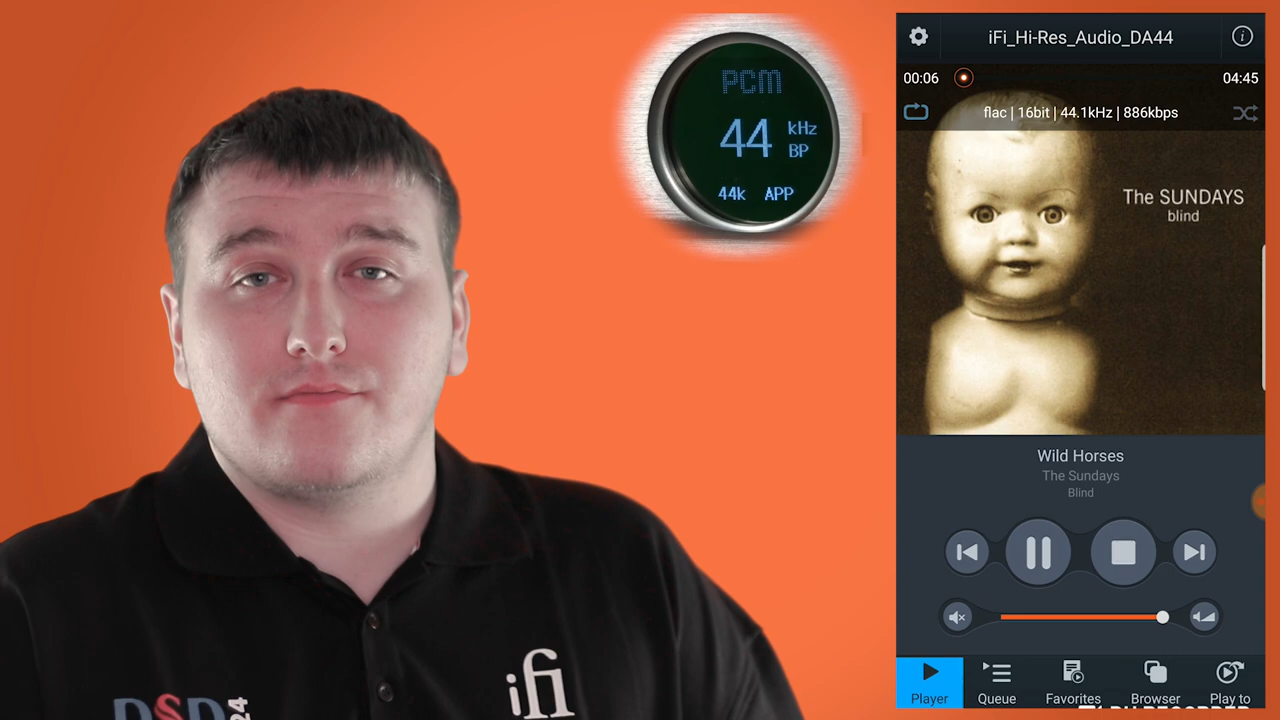 PCM
44 kHz
BP
44k APP
iFi_Hi-Res_Audio_DA44
00:06 04:45
flac | 16bit | 44.1kHz | 886kbps
The SUNDAYS
blind
Wild Horses
The Sundays
Blind
Player Queue Favorites Browser Play to
ifi